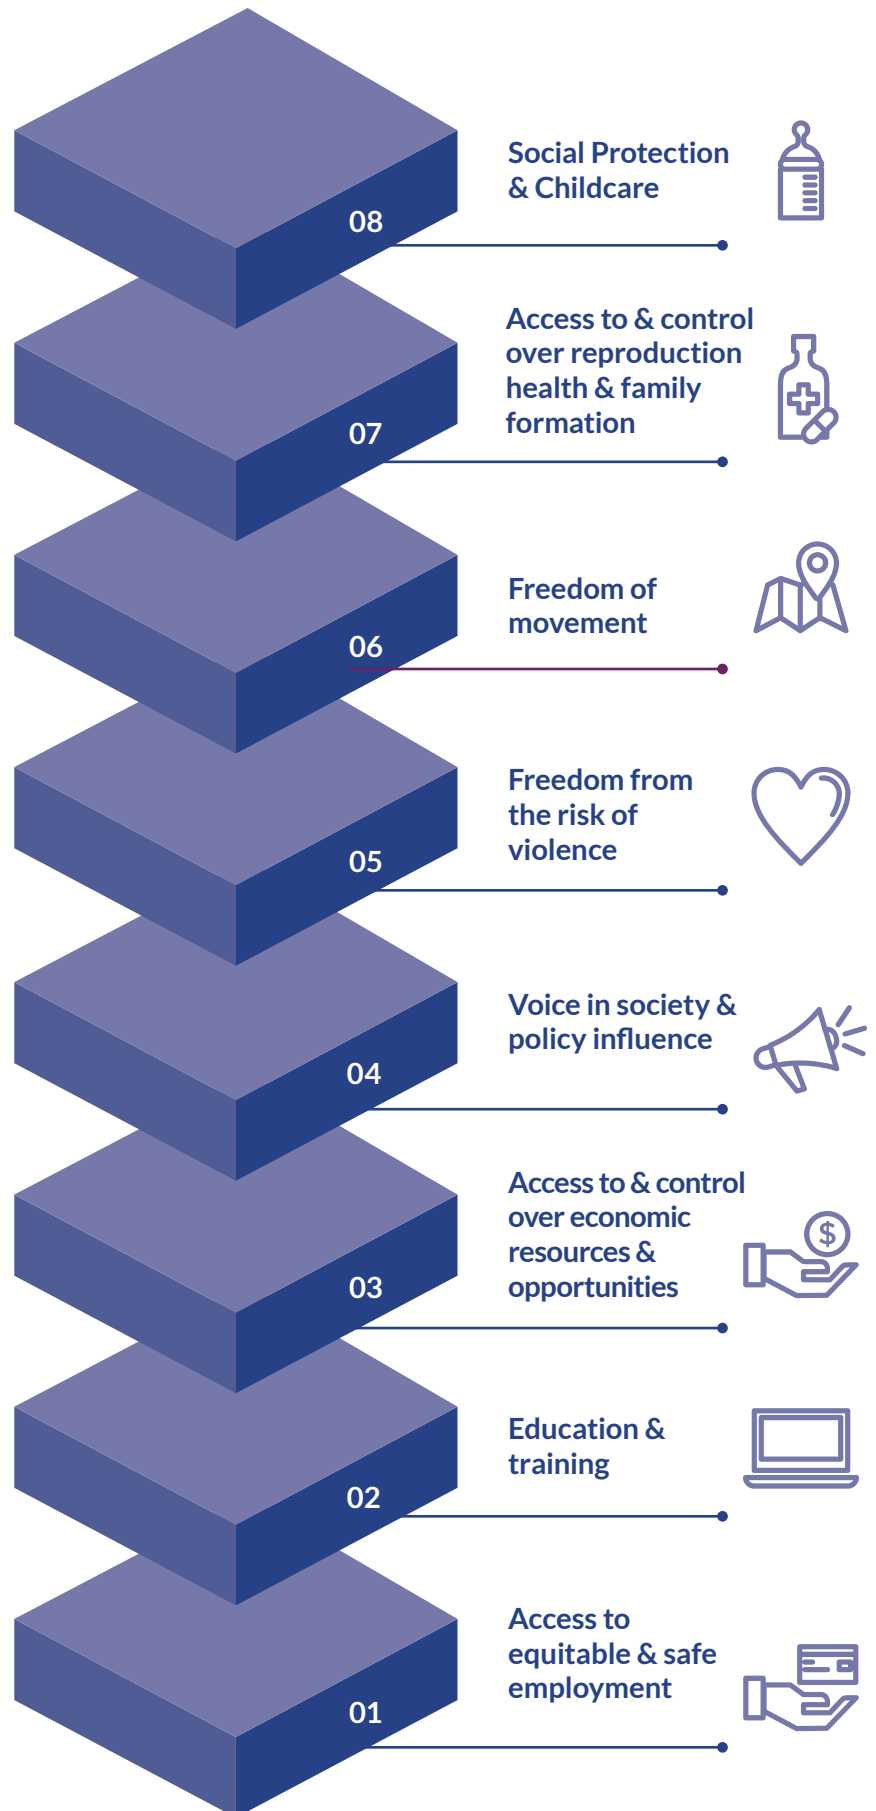 08
Social Protection
& Childcare
07
Access to & control
over reproduction
health & family
formation
06
Freedom of
movement
05
Freedom from
the risk of
violence
04
Voice in society &
policy influence
03
Access to & control
over economic
resources &
opportunities
$
02
Education &
training
01
Access to
equitable & safe
employment